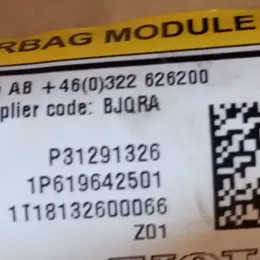 RBAG MODULE
AB +46(0)322 626200
plier code: BJQRA
P31291326
1P619642501
1T18132600066
Z01